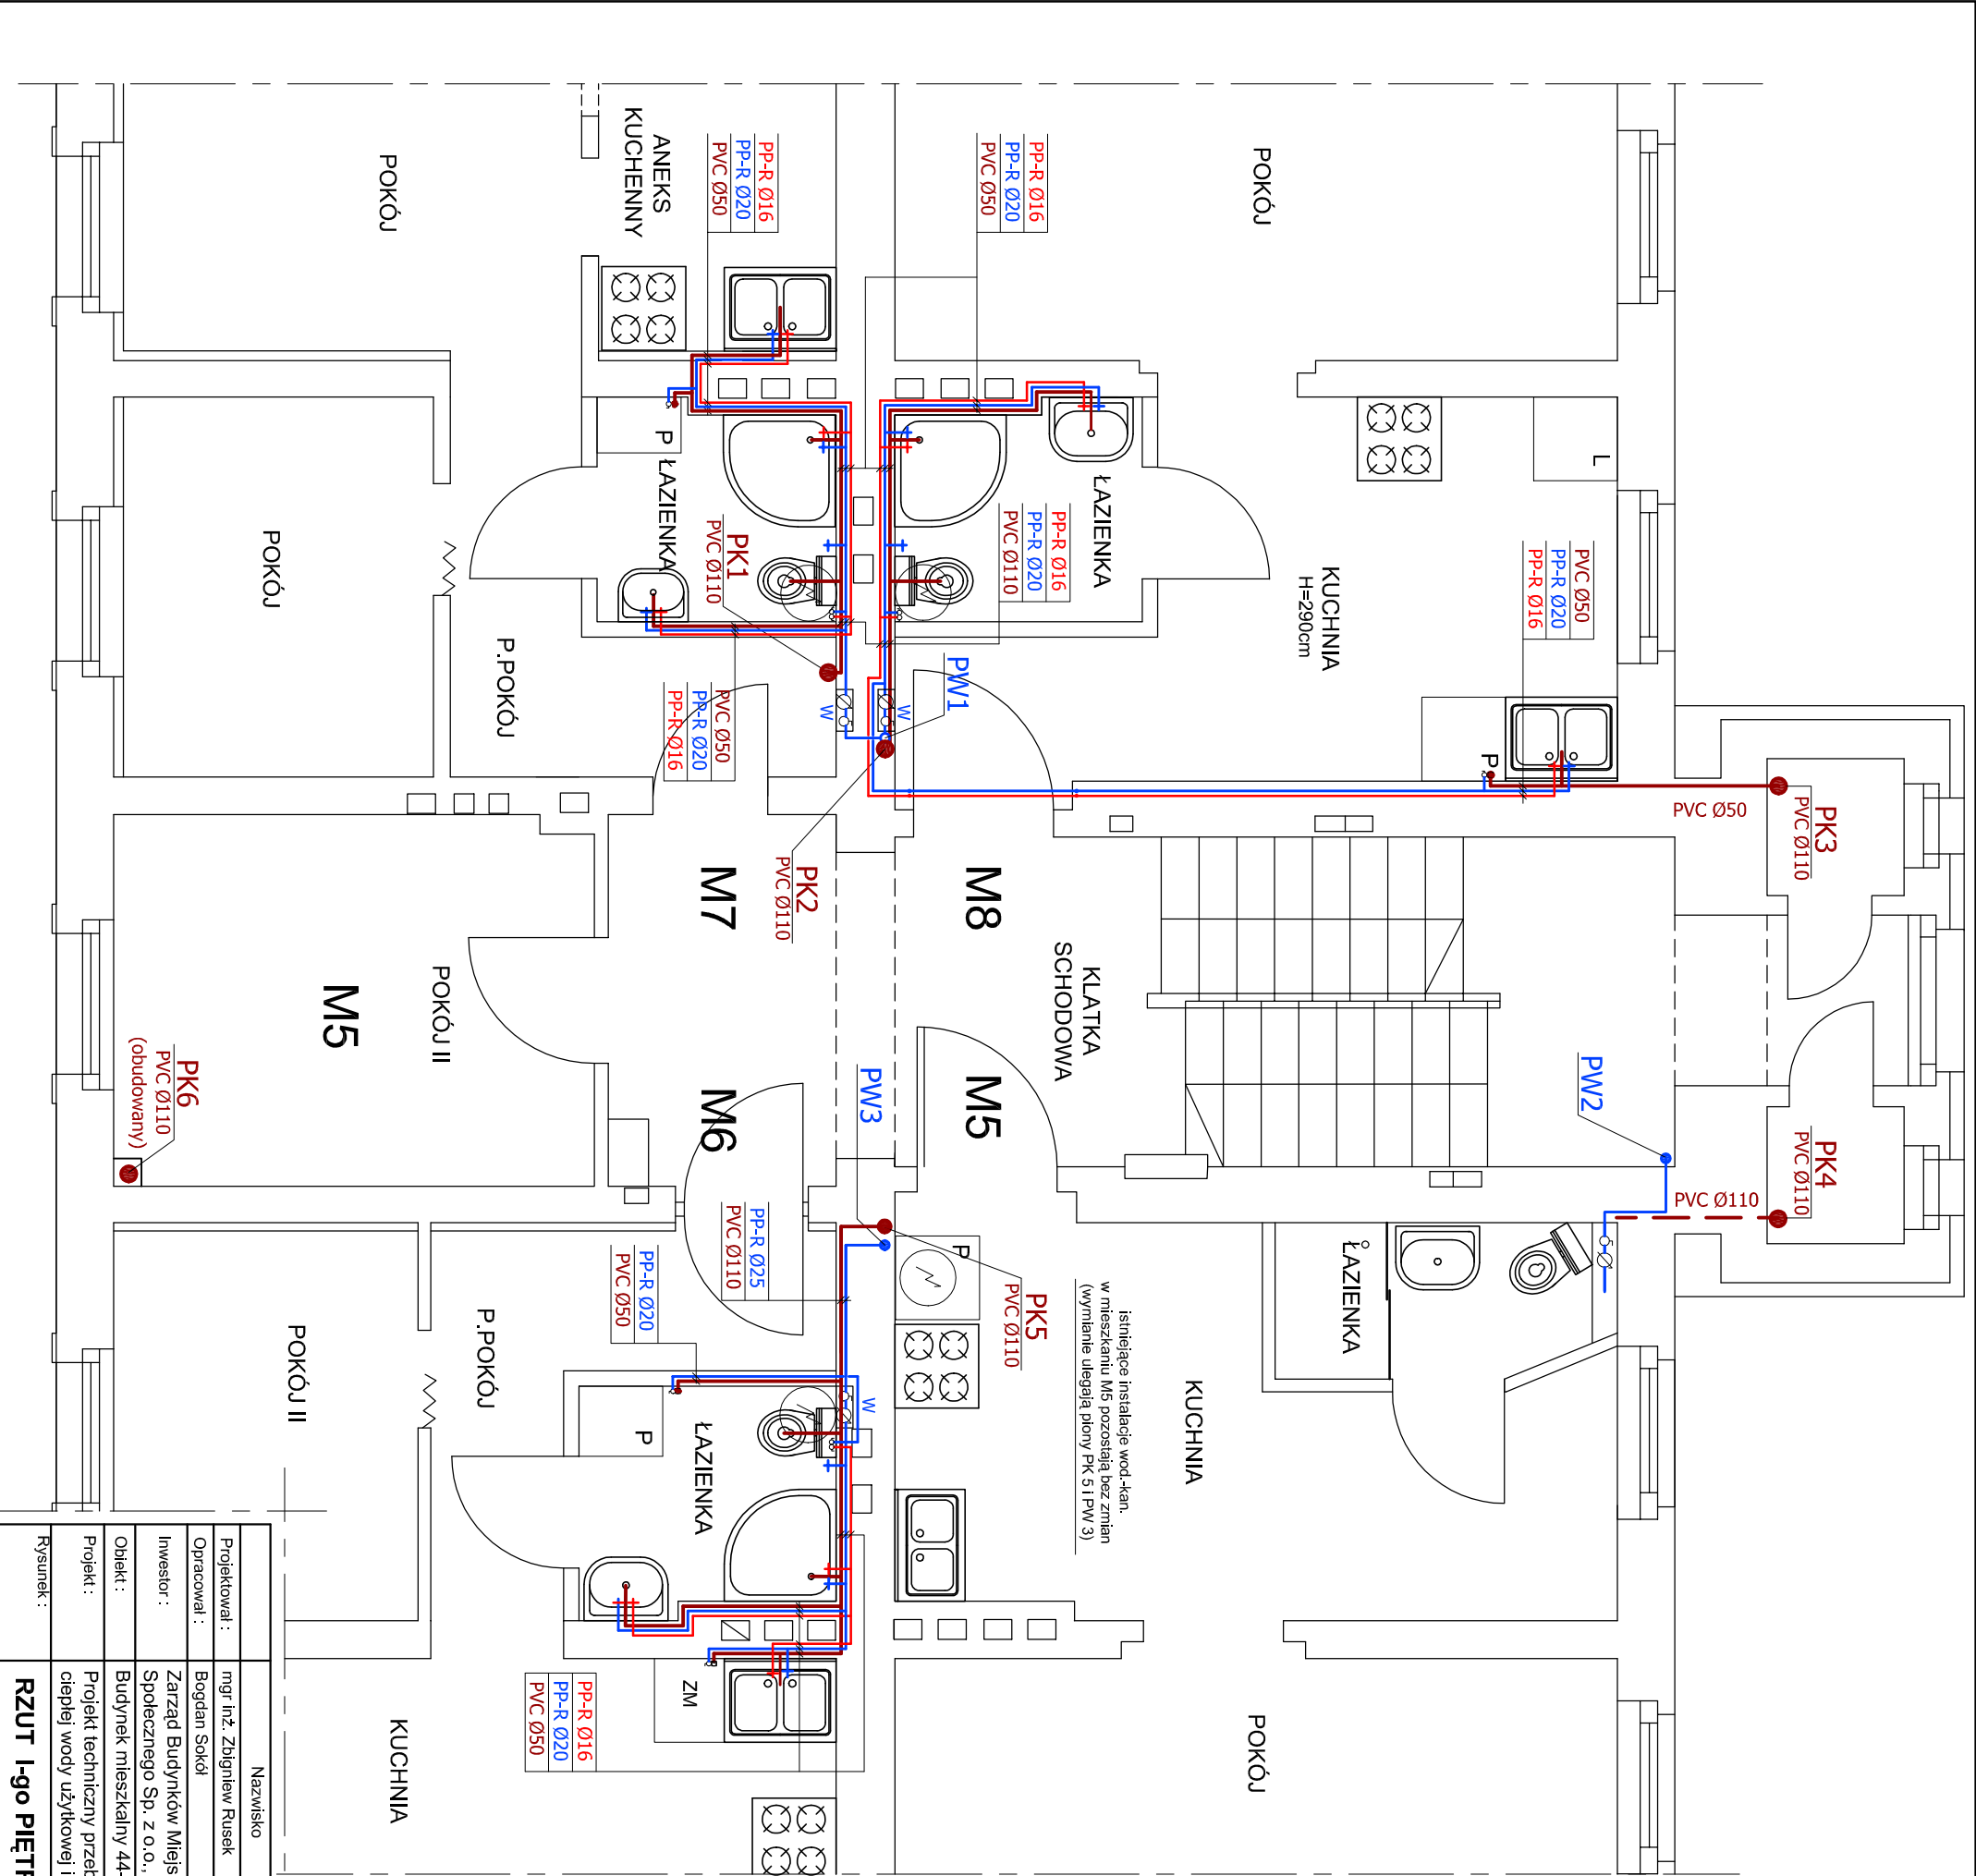 POKÓJ
PP-R Ø16
PP-R Ø20
PVC Ø50
PP-R Ø16
PP-R Ø20
PVC Ø50
ANEKS
KUCHENNY
POKÓJ
L
ŁAZIENKA
PP-R Ø16
PP-R Ø20
PVC Ø110
PVC Ø50
PP-R Ø20
PP-R Ø16
KUCHNIA
H=290cm
P
ŁAZIENKA
PK1
PVC Ø110
POKÓJ
P.POKÓJ
PVC Ø50
PP-R Ø20
PP-R Ø16
W
W
PW1
P
PVC Ø50
PK3
PVC Ø110
PK2
PVC Ø110
M8
M7
KLATKA
SCHODOWA
POKÓJ II
M5
PK6
PVC Ø110
(obudowany)
M6
PW3
M5
PW2
PK4
PVC Ø110
PVC Ø110
PP-R Ø25
PVC Ø110
PP-R Ø20
PVC Ø50
P
PK5
PVC Ø110
istniejące instalacje wod.-kan.
w mieszkaniu M5 pozostają bez zmian
(wymianie ulegają piony PK 5 i PW 3)
ŁAZIENKA
KUCHNIA
POKÓJ II
P.POKÓJ
W
P
ŁAZIENKA
ZM
PP-R Ø16
PP-R Ø20
PVC Ø50
KUCHNIA
POKÓJ
Nazwisko
Projektował : mgr inż. Zbigniew Rusek
Opracował : Bogdan Sokół
Inwestor : Zarząd Budynków Miejs
Społecznego Sp. z o.o.,
Obiekt : Budynek mieszkalny 44-
Projekt : Projekt techniczny przeb
ciepłej wody użytkowej i
Rysunek : RZUT I-go PIĘTR